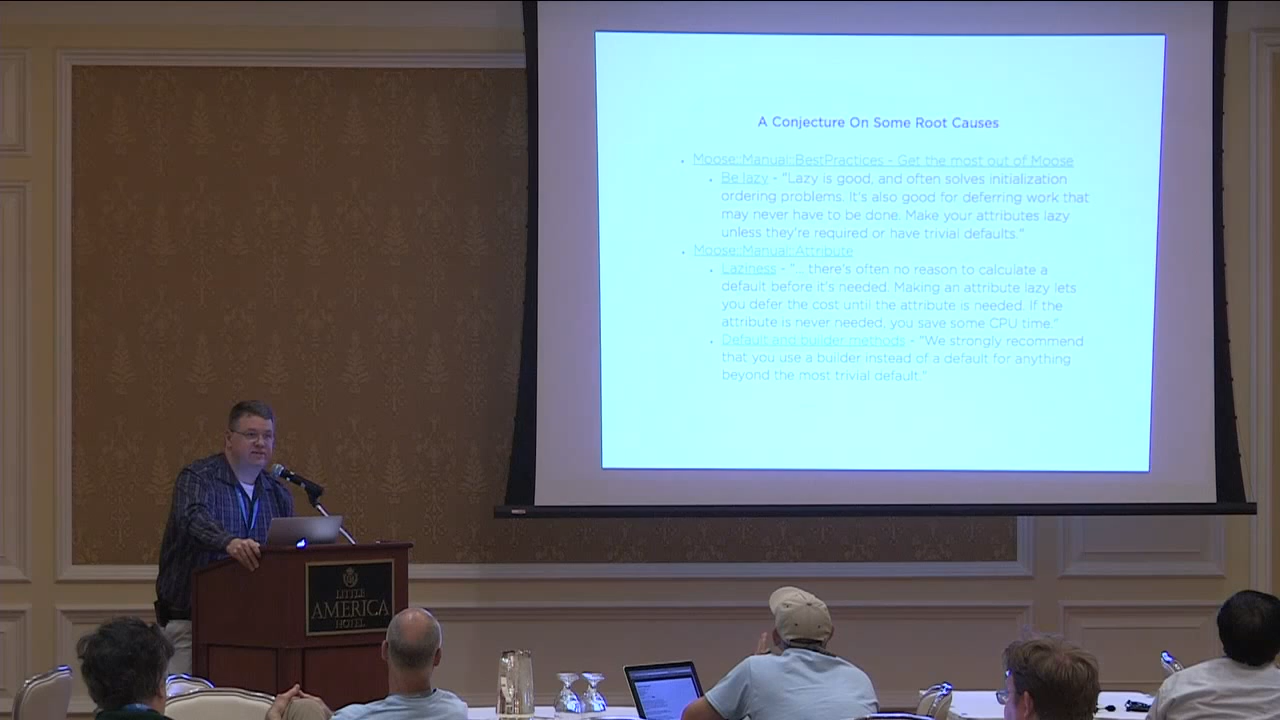 A Conjecture On Some Root Causes
Moose::Manual::BestPractices - Get the most out of Moose
Be lazy - "Lazy is good, and often solves initialization
ordering problems. It's also good for deferring work that
may never have to be done. Make your attributes lazy
unless they're required or have trivial defaults."
Moose::Manual::Attribute
Laziness - "... there's often no reason to calculate a
default before it's needed. Making an attribute lazy lets
you defer the cost until the attribute is needed. If the
attribute is never needed, you save some CPU time."
Default and builder methods - "We strongly recommend
that you use a builder instead of a default for anything
beyond the most trivial default."
LITTLE
AMERICA
HOTEL